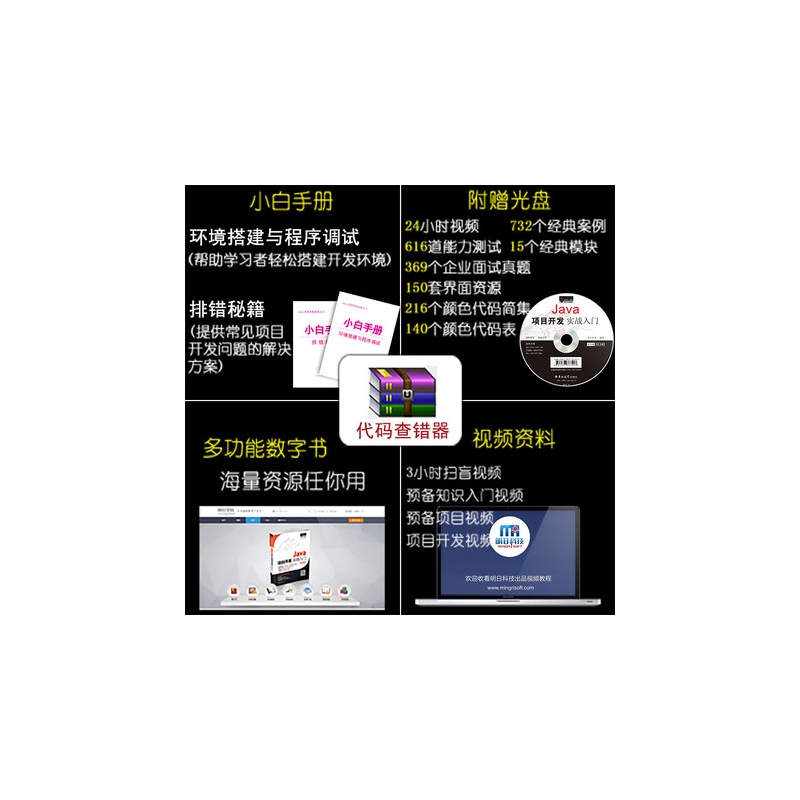 小白手册
环境搭建与程序调试
(帮助学习者轻松搭建开发环境)
排错秘籍
(提供常见项目
开发问题的解决
方案)
小白手
排错
小白手册
环境搭建与程序调试
附赠光盘
24小时视频 732个经典案例
616道能力测试 15个经典模块
369个企业面试真题
150套界面资源
216个颜色代码简集
140个颜色代码表
Java
项目开发 实战入门
代码查错器
多功能数字书
海量资源任你用
Java
视频资料
3小时扫盲视频
预备知识入门视频
预备项目视频
项目开发视频
明日科技
MINGRISOFT
欢迎收看明日科技出品视频教程
www.mingrisoft.com